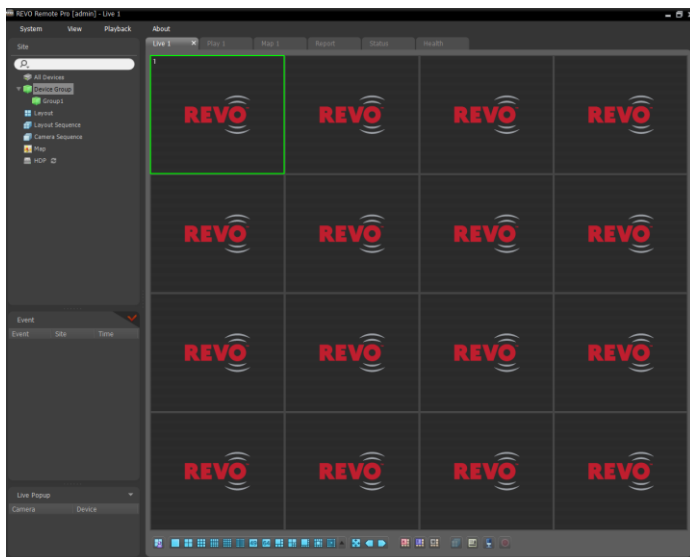 REVO Remote Pro [admin] - Live 1
System View Playback About
Site
Live 1 X Play 1 Map 1 Report Status Health
All Devices
Device Group
Group1
Layout
Layout Sequence
Camera Sequence
Map
HDP
1
REVO REVO REVO REVO
REVO REVO REVO REVO
REVO REVO REVO REVO
REVO REVO REVO REVO
Event
Event Site Time
Live Popup
Camera Device